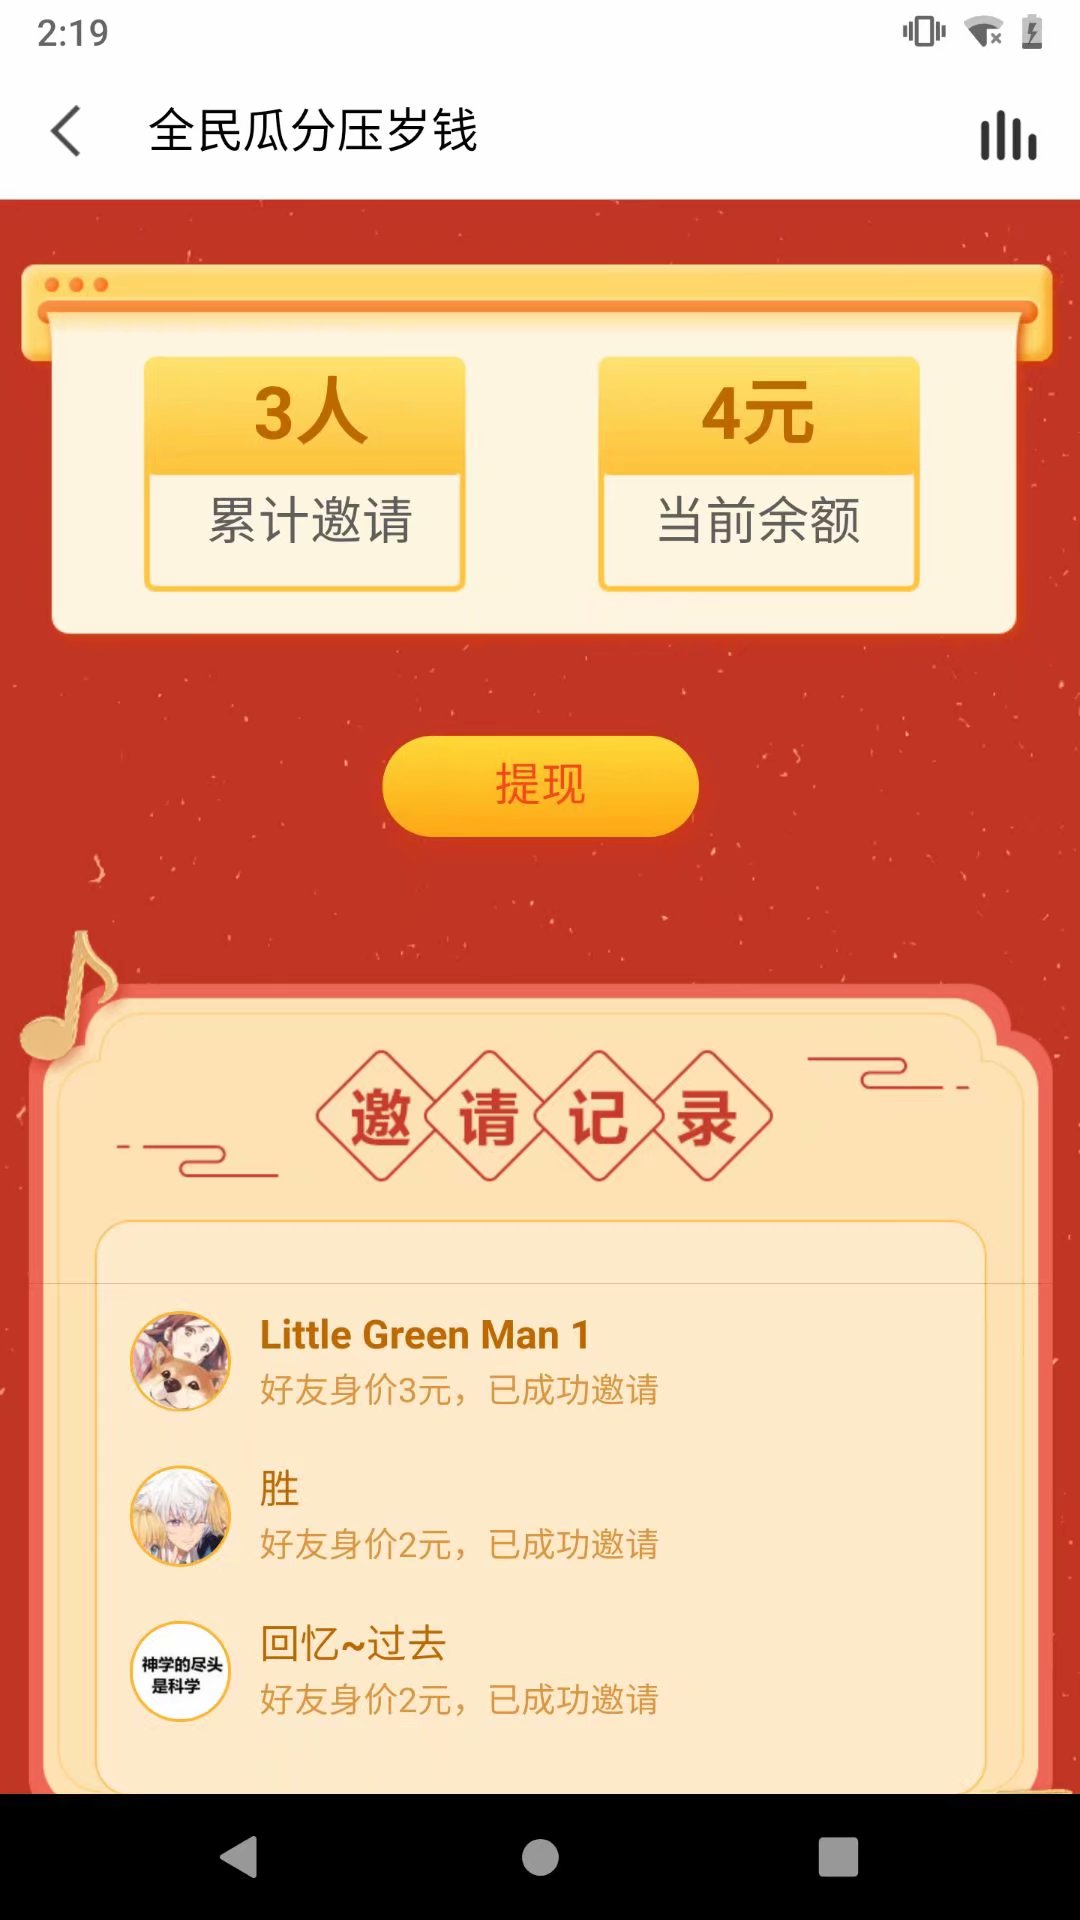 2:19
全民瓜分压岁钱
3人
4元
累计邀请
当前余额
提现
邀请记录
Little Green Man 1
好友身价3元，已成功邀请
胜
好友身价2元，已成功邀请
回忆~过去
神学的尽头
是科学
好友身价2元，已成功邀请